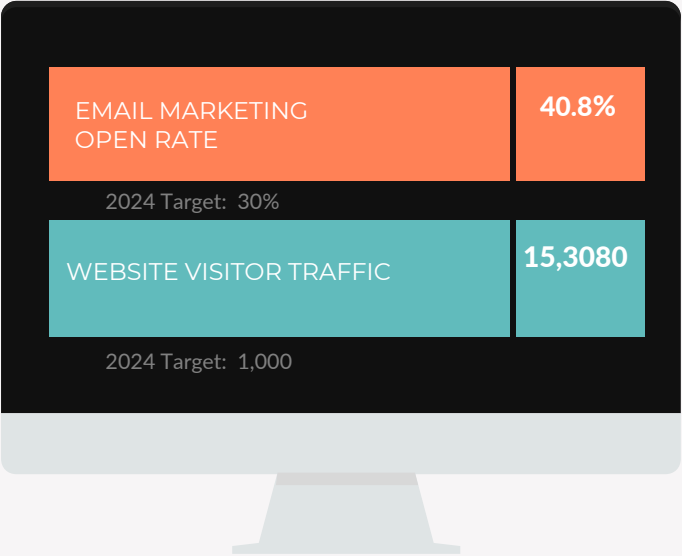 EMAIL MARKETING
OPEN RATE
40.8%
2024 Target: 30%
WEBSITE VISITOR TRAFFIC
15,3080
2024 Target: 1,000